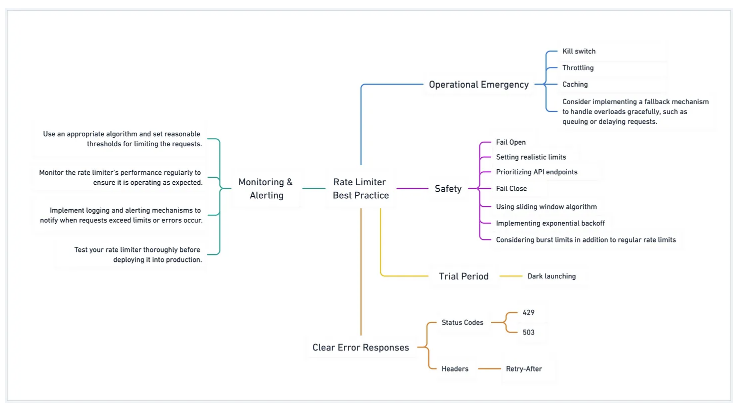 Rate Limiter
Best Practice
Operational Emergency
Kill switch
Throttling
Caching
Consider implementing a fallback mechanism
to handle overloads gracefully, such as
queuing or delaying requests.
Safety
Fail Open
Setting realistic limits
Prioritizing API endpoints
Fail Close
Using sliding window algorithm
Implementing exponential backoff
Considering burst limits in addition to regular rate limits
Trial Period
Dark launching
Clear Error Responses
Status Codes
429
503
Headers
Retry-After
Monitoring &
Alerting
Use an appropriate algorithm and set reasonable
thresholds for limiting the requests.
Monitor the rate limiter's performance regularly to
ensure it is operating as expected.
Implement logging and alerting mechanisms to
notify when requests exceed limits or errors occur.
Test your rate limiter thoroughly before
deploying it into production.